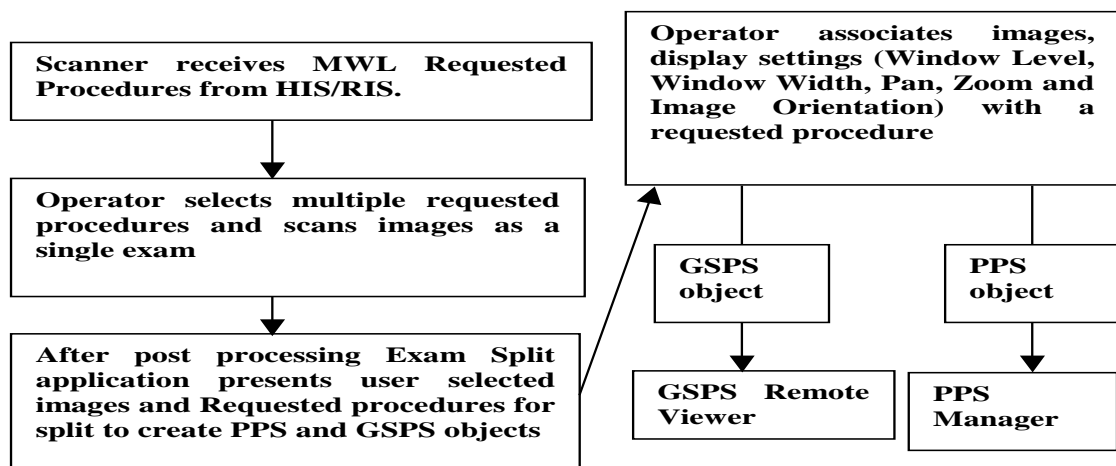 Scanner receives MWL Requested
Procedures from HIS/RIS.
Operator selects multiple requested
procedures and scans images as a
single exam
After post processing Exam Split
application presents user selected
images and Requested procedures for
split to create PPS and GSPS objects
Operator associates images,
display settings (Window Level,
Window Width, Pan, Zoom and
Image Orientation) with a
requested procedure
GSPS
object
PPS
object
GSPS Remote
Viewer
PPS
Manager